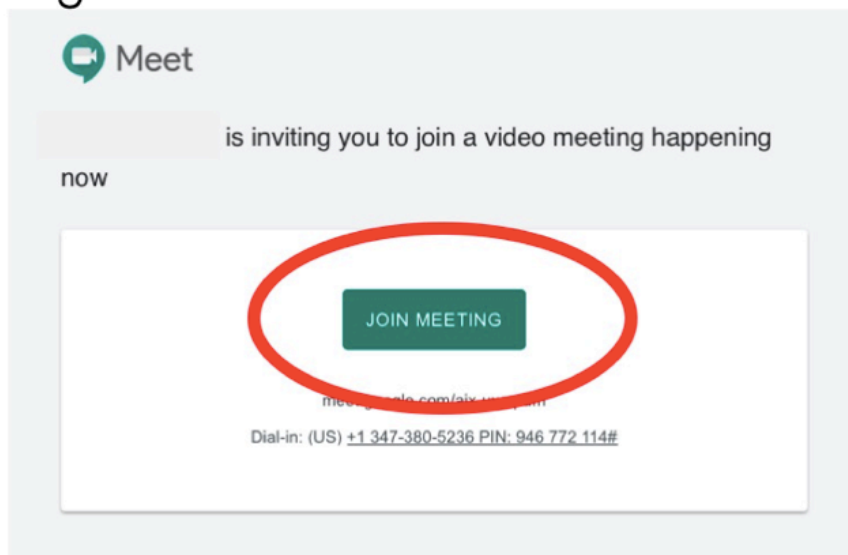 Meet
is inviting you to join a video meeting happening
now
JOIN MEETING
Dial-in: (US) +1 347-380-5236 PIN: 946 772 114#